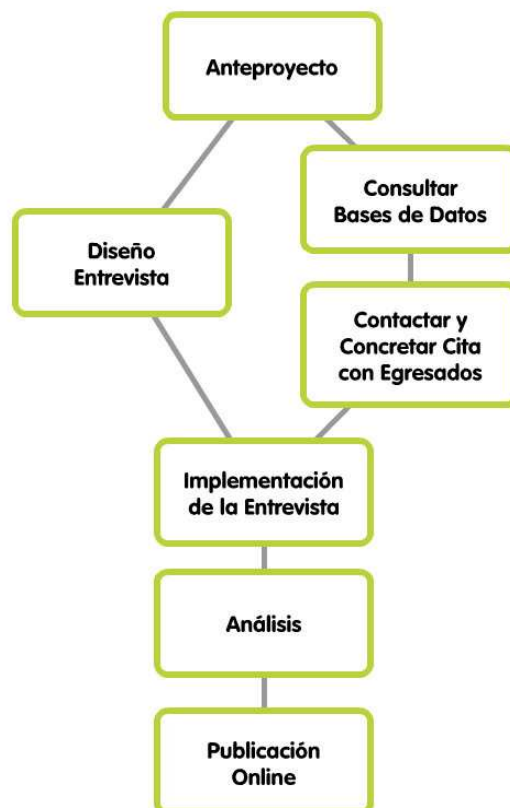 Anteproyecto
Consultar
Bases de Datos
Diseño
Entrevista
Contactar y
Concretar Cita
con Egresados
Implementación
de la Entrevista
Análisis
Publicación
Online